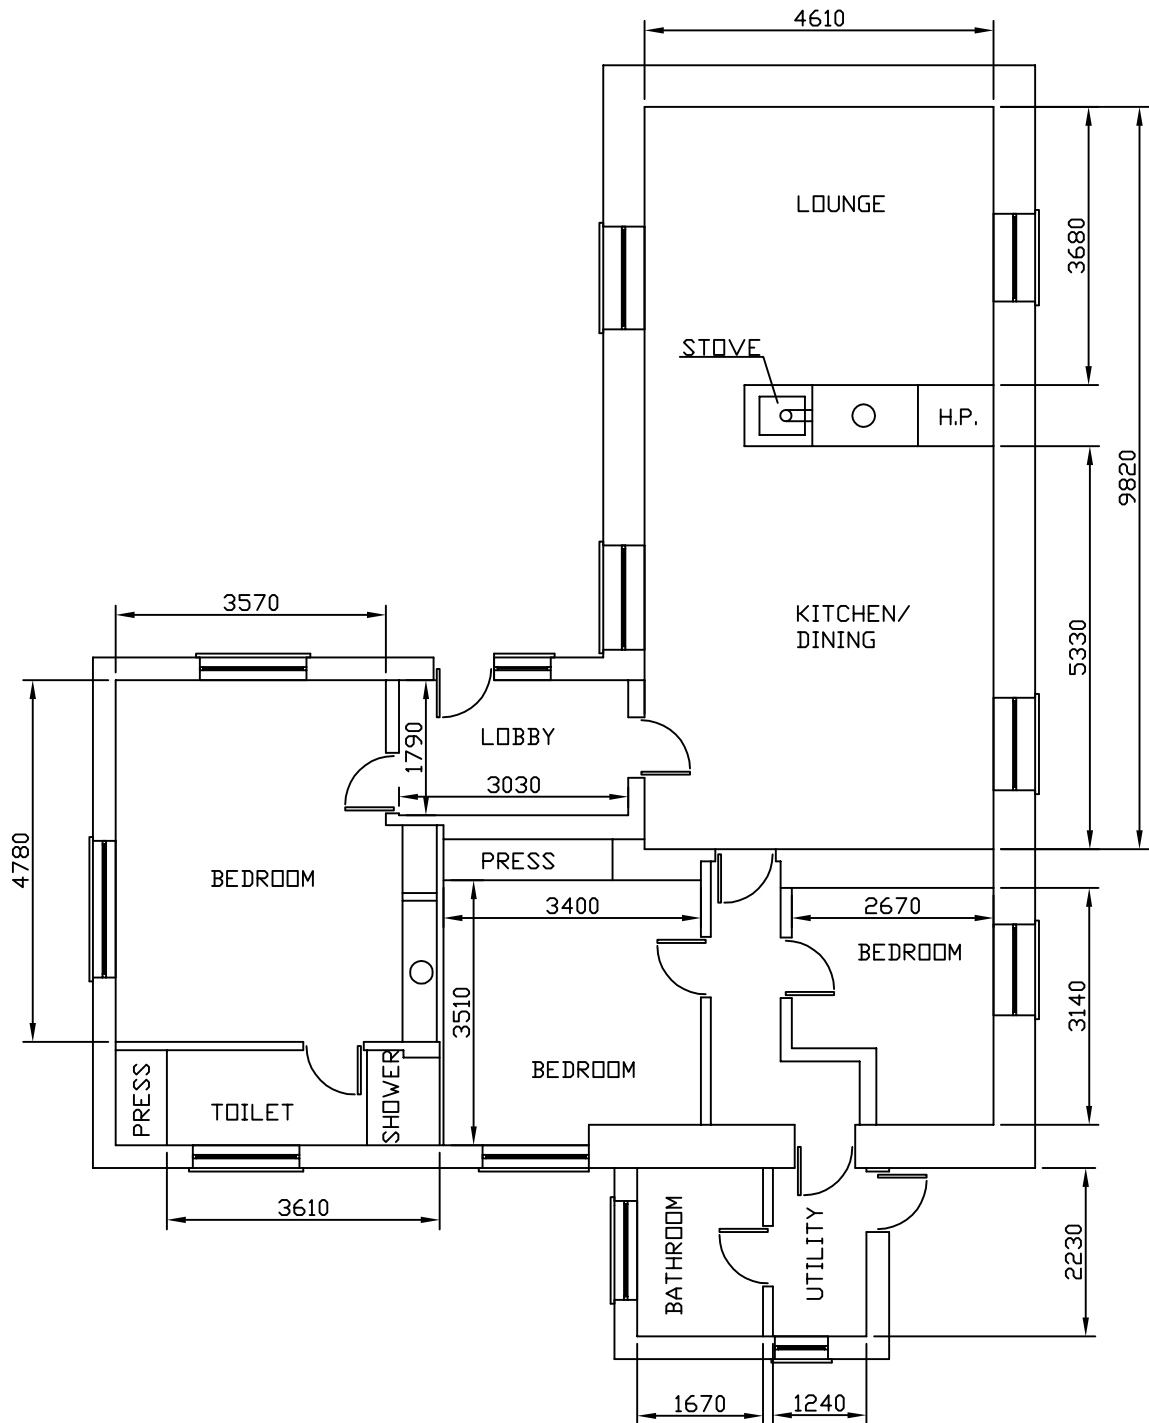 4610
LOUNGE
3680
STOVE
H.P.
9820
3570
KITCHEN/
DINING
5330
LOBBY
1790
3030
4780
PRESS
BEDROOM
3400
2670
BEDROOM
3510
3140
BEDROOM
PRESS
TOILET
SHOWER
3610
BATHROOM
UTILITY
2230
1670
1240